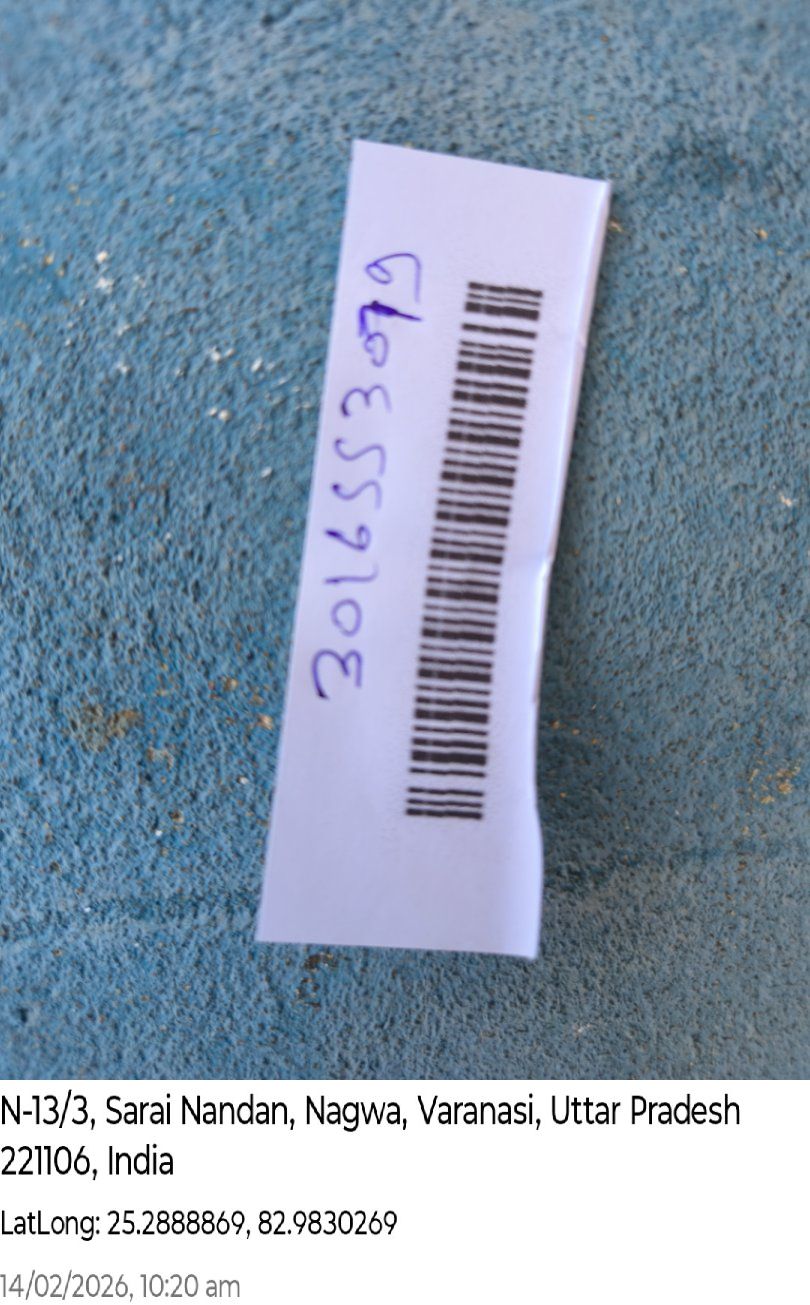 3016553079
N-13/3, Sarai Nandan, Nagwa, Varanasi, Uttar Pradesh
221106, India
LatLong: 25.2888869, 82.9830269
14/02/2026, 10:20 am